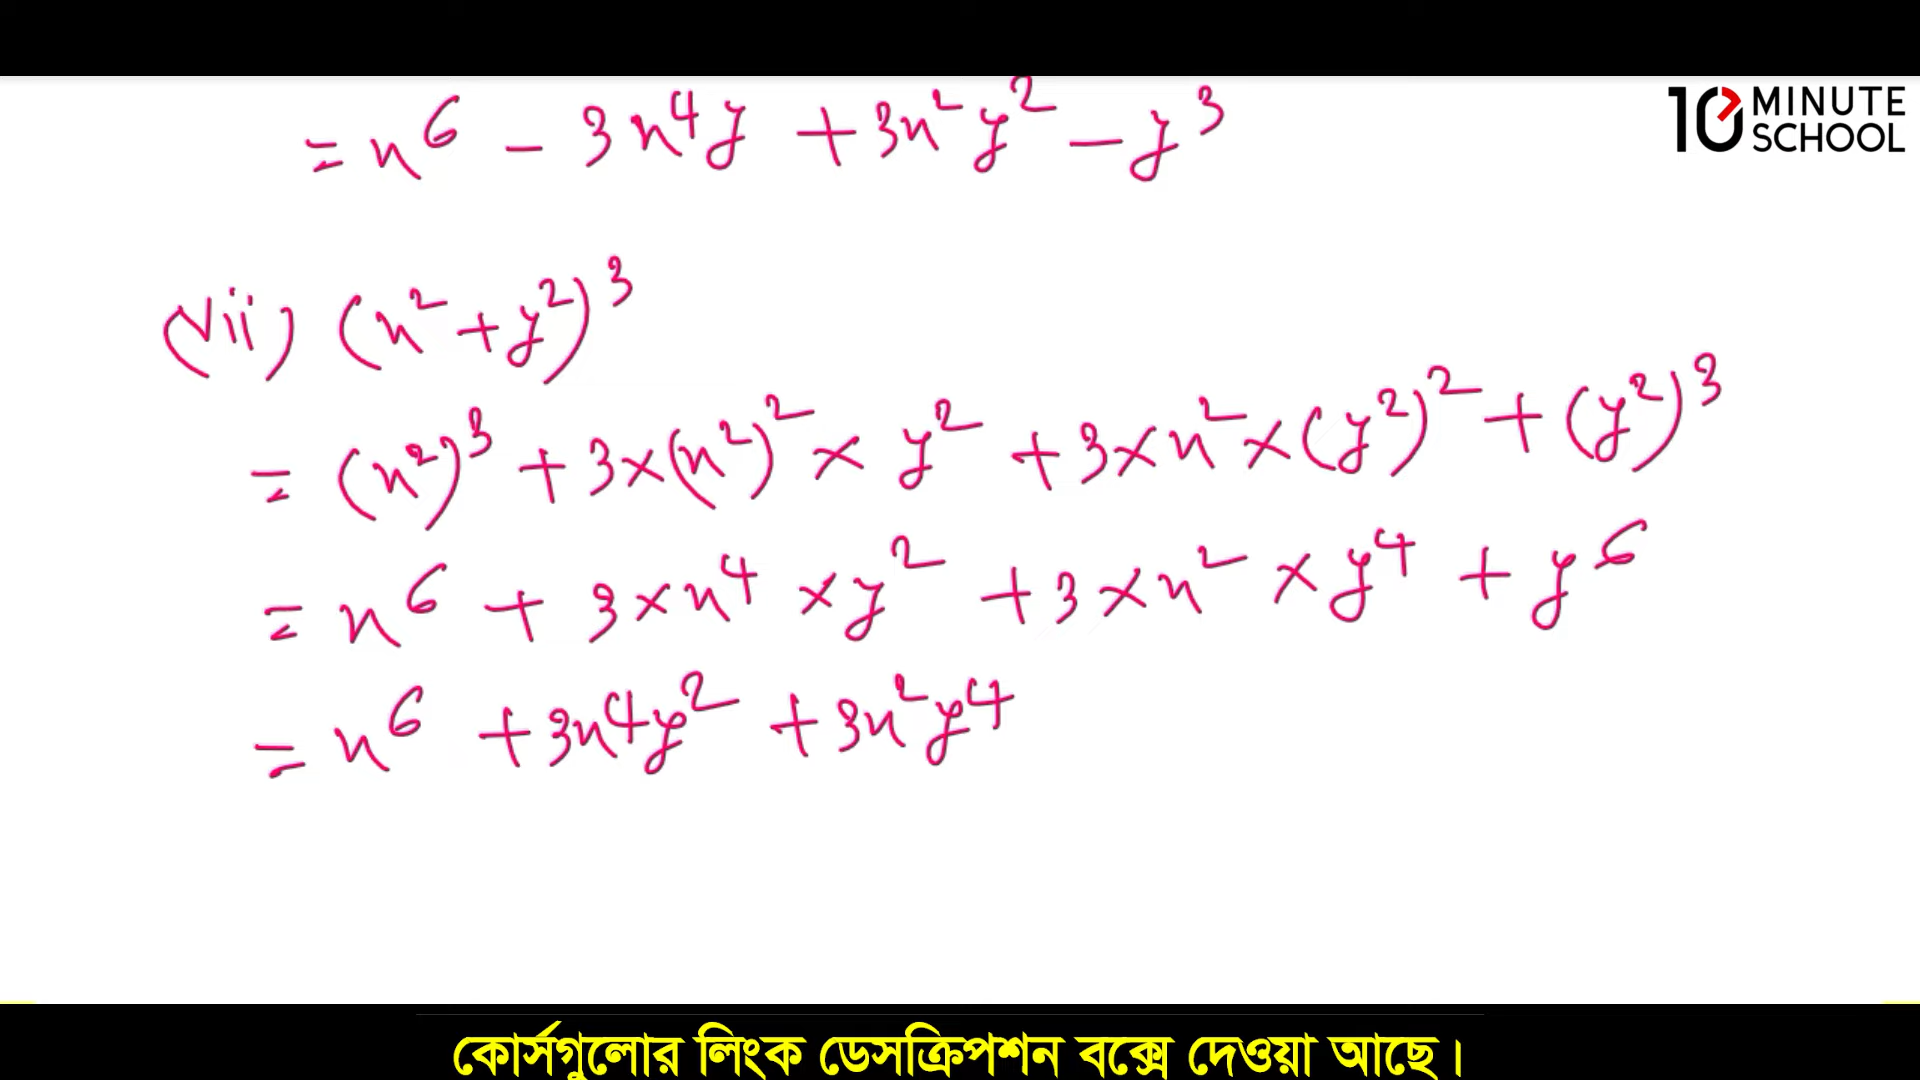 10 MINUTE SCHOOL
= x⁶ - 3x⁴y + 3x²y² - y³
(vii) (x² + y²)³
= (x²)³ + 3×(x²)² × y² + 3×x²×(y²)² + (y²)³
= x⁶ + 3×x⁴ × y² + 3×x² × y⁴ + y⁶
= x⁶ + 3x⁴y² + 3x²y⁴
কোর্সগুলোর লিংক ডেসক্রিপশন বক্সে দেওয়া আছে।